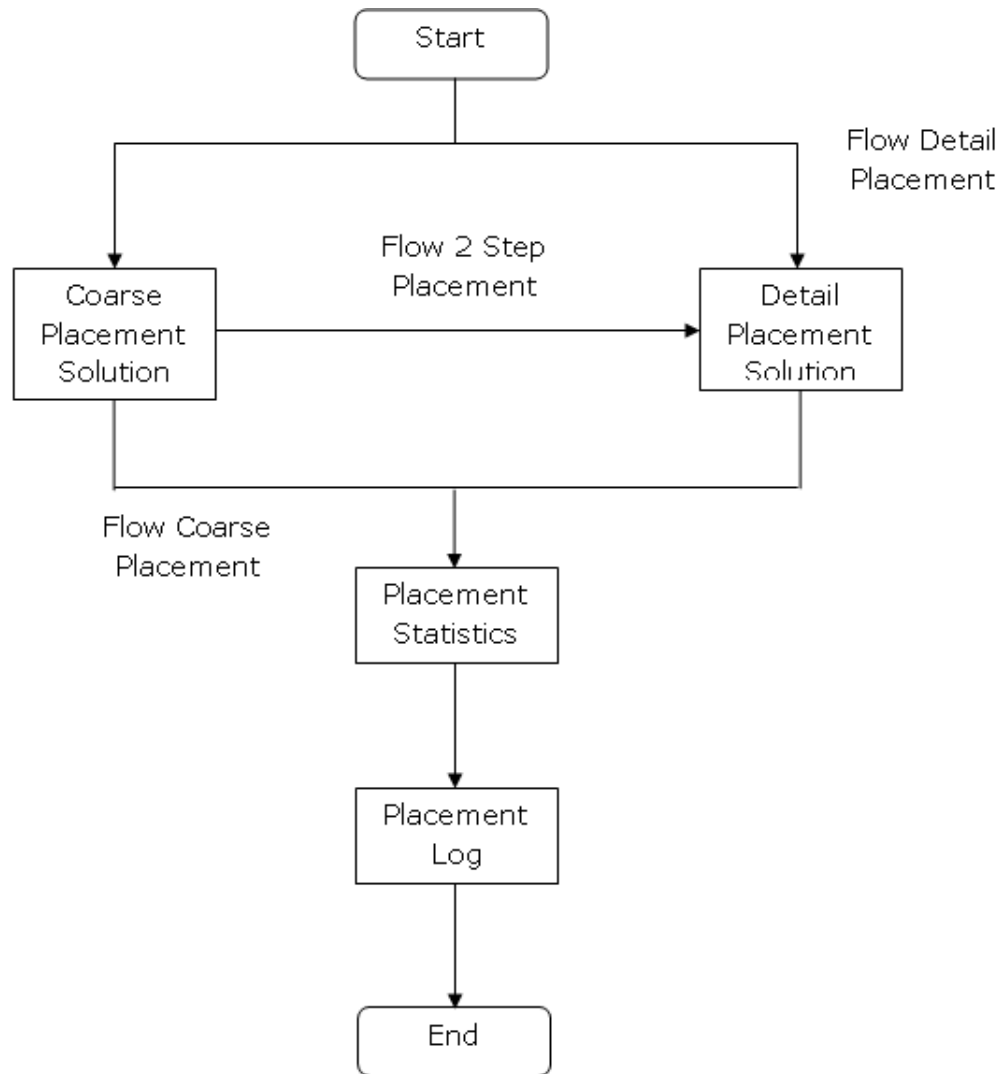 Start
Flow Detail
Placement
Flow 2 Step
Placement
Coarse
Placement
Solution
Detail
Placement
Solution
Flow Coarse
Placement
Placement
Statistics
Placement
Log
End